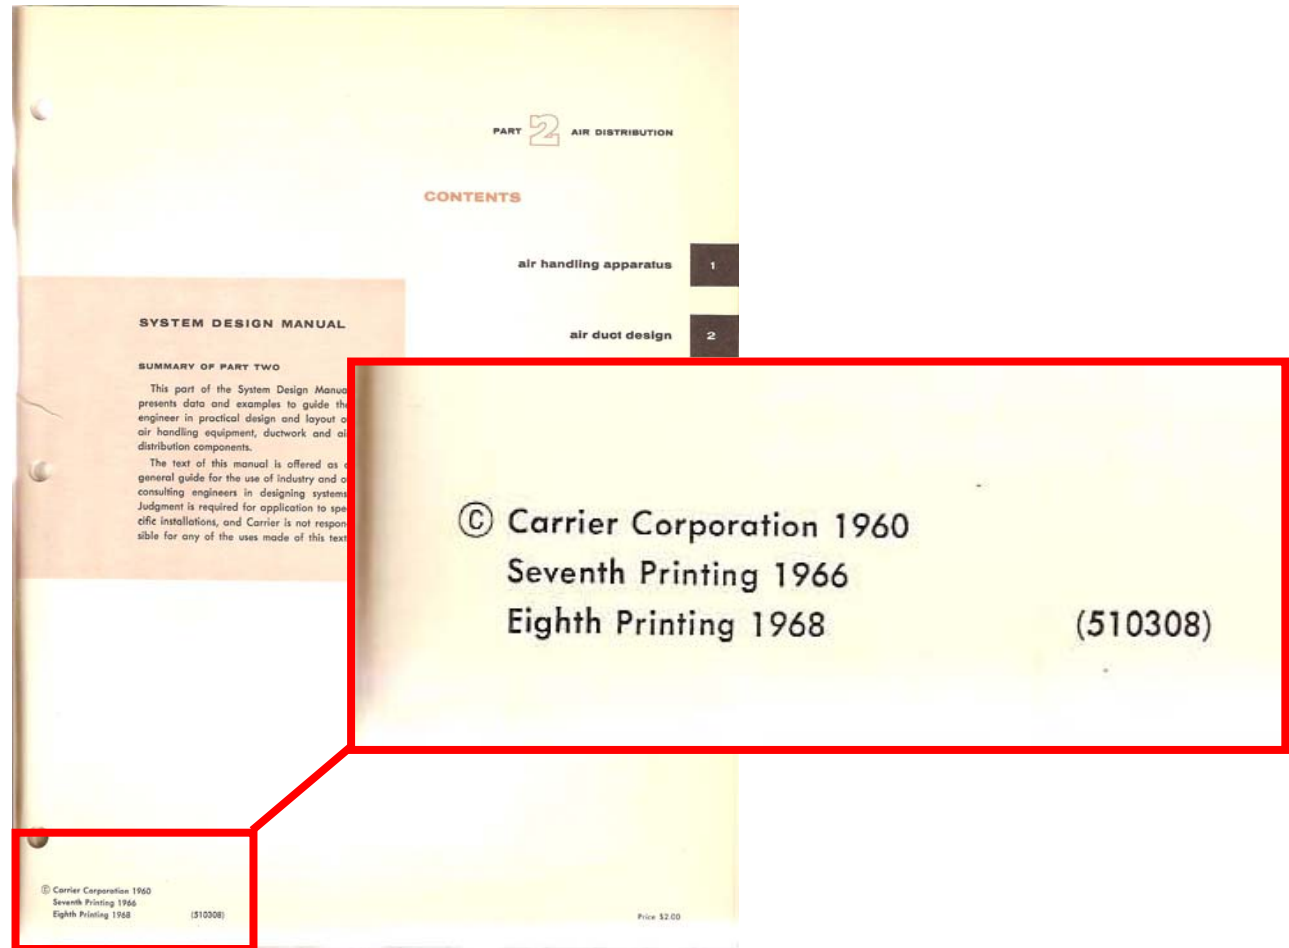 PART 2 AIR DISTRIBUTION
CONTENTS
air handling apparatus 1
air duct design 2
SYSTEM DESIGN MANUAL
SUMMARY OF PART TWO
This part of the System Design Manua
presents data and examples to guide the
engineer in practical design and layout o
air handling equipment, ductwork and ai
distribution components.
The text of this manual is offered as a
general guide for the use of industry and o
consulting engineers in designing systems
Judgment is required for application to spe
cific installations, and Carrier is not respon
sible for any of the uses made of this text
© Carrier Corporation 1960
Seventh Printing 1966
Eighth Printing 1968 (510308)
© Carrier Corporation 1960
Seventh Printing 1966
Eighth Printing 1968 (510308)
Price $2.00